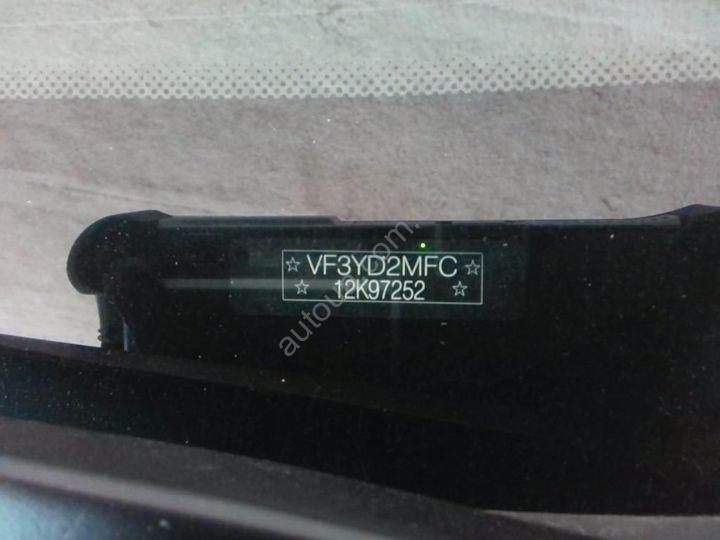 ☆ VF3YD2MFC ☆
☆ 12K97252 ☆